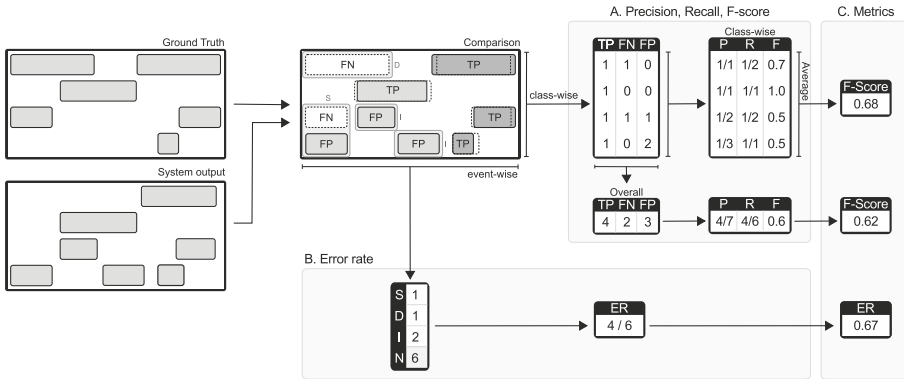 A. Precision, Recall, F-score
C. Metrics
Ground Truth
Comparison
Class-wise
FN D TP
TP
S
FN FP I TP
FP FP I TP
class-wise
event-wise
TP FN FP
1 1 0
1 0 0
1 1 1
1 0 2
P R F
1/1 1/2 0.7
1/1 1/1 1.0
1/2 1/2 0.5
1/3 1/1 0.5
Average
F-Score
0.68
System output
Overall
TP FN FP
4 2 3
P R F
4/7 4/6 0.6
F-Score
0.62
B. Error rate
S 1
D 1
I 2
N 6
ER
4 / 6
ER
0.67